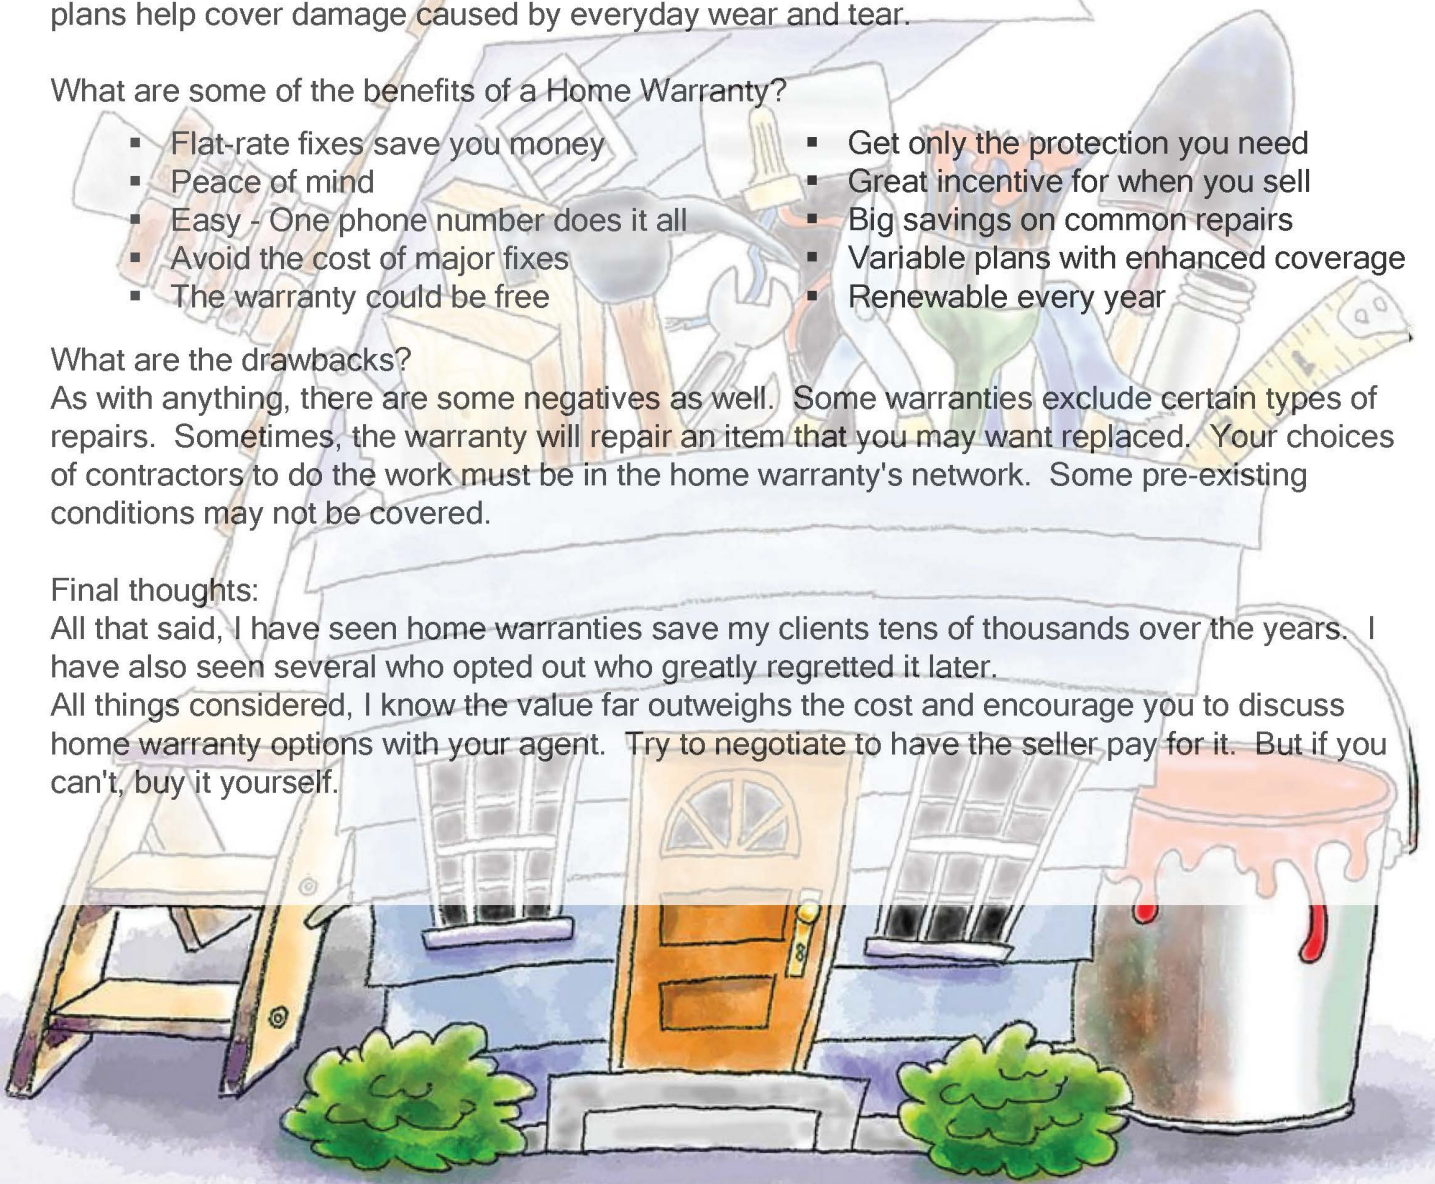 plans help cover damage caused by everyday wear and tear.
What are some of the benefits of a Home Warranty?
▪ Flat-rate fixes save you money
▪ Peace of mind
▪ Easy - One phone number does it all
▪ Avoid the cost of major fixes
▪ The warranty could be free
▪ Get only the protection you need
▪ Great incentive for when you sell
▪ Big savings on common repairs
▪ Variable plans with enhanced coverage
▪ Renewable every year
What are the drawbacks?
As with anything, there are some negatives as well.  Some warranties exclude certain types of
repairs.  Sometimes, the warranty will repair an item that you may want replaced.  Your choices
of contractors to do the work must be in the home warranty's network.  Some pre-existing
conditions may not be covered.
Final thoughts:
All that said, I have seen home warranties save my clients tens of thousands over the years.  I
have also seen several who opted out who greatly regretted it later.
All things considered, I know the value far outweighs the cost and encourage you to discuss
home warranty options with your agent.  Try to negotiate to have the seller pay for it.  But if you
can't, buy it yourself.